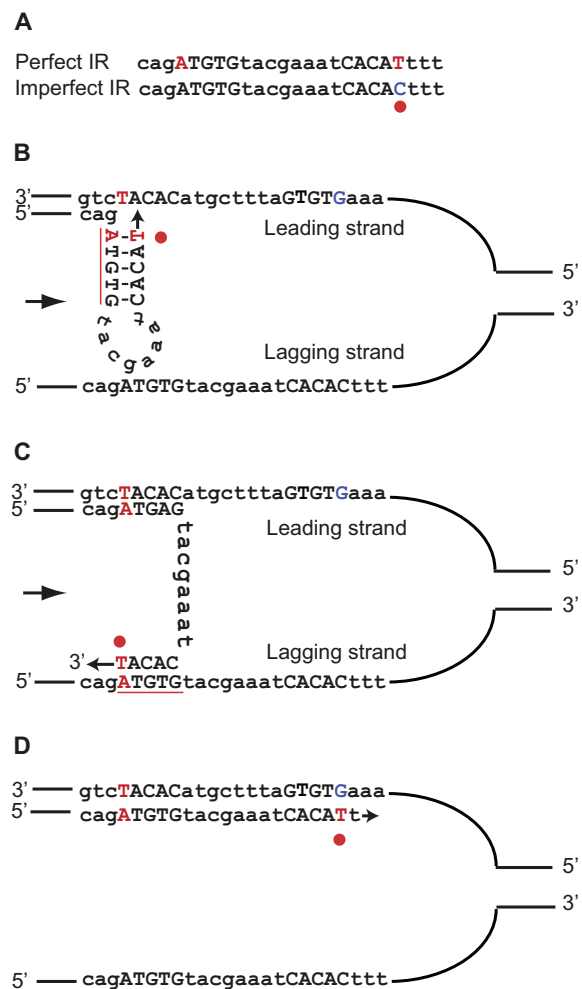 A
Perfect IR cagATGTGtacgaaatCACATttt
Imperfect IR cagATGTGtacgaaatCACACttt
B
3’ gtcTACACatgctttaGTGTGaaa
5’ cag
Leading strand
A-T
T-A
G-C
T-A
G-C
tacgaaat
5’
3’
Lagging strand
5’ cagATGTGtacgaaatCACACttt
C
3’ gtcTACACatgctttaGTGTGaaa
5’ cagATGAG
Leading strand
tacgaaat
5’
3’
Lagging strand
3’ TACAC
5’ cagATGTGtacgaaatCACACttt
D
3’ gtcTACACatgctttaGTGTGaaa
5’ cagATGTGtacgaaatCACATt
5’
3’
5’ cagATGTGtacgaaatCACACttt